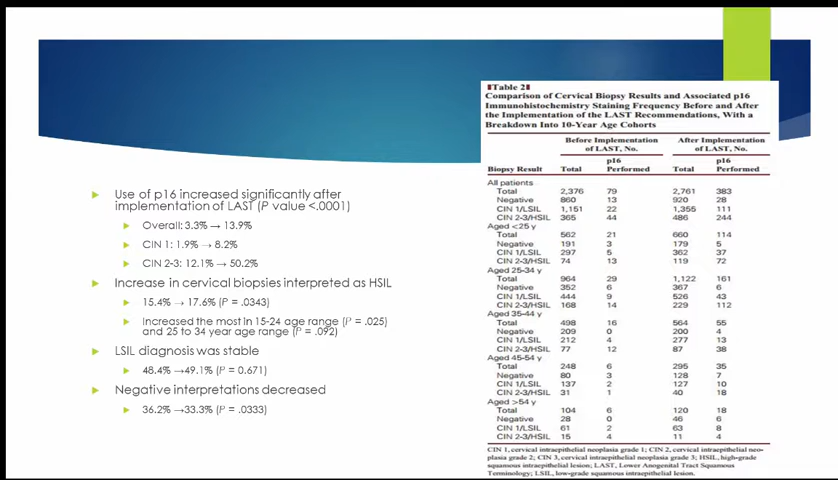 Use of p16 increased significantly after
implementation of LAST (P value <.0001)
Overall: 3.3% → 13.9%
CIN 1: 1.9% → 8.2%
CIN 2-3: 12.1% → 50.2%
Increase in cervical biopsies interpreted as HSIL
15.4% → 17.6% (P = .0343)
Increased the most in 15-24 age range (P = .025)
and 25 to 34 year age range (P = .092)
LSIL diagnosis was stable
48.4% →49.1% (P = 0.671)
Negative interpretations decreased
36.2% →33.3% (P = .0333)
Table 2
Comparison of Cervical Biopsy Results and Associated p16
Immunohistochemistry Staining Frequency Before and After
the Implementation of the LAST Recommendations, With a
Breakdown Into 10-Year Age Cohorts
Before Implementation of LAST, No. After Implementation of LAST, No.
Biopsy Result Total p16 Performed Total p16 Performed
All patients
Total 2,376 79 2,761 383
Negative 860 13 920 28
CIN 1/LSIL 1,151 22 1,355 111
CIN 2-3/HSIL 365 44 486 244
Aged <25 y
Total 562 21 660 114
Negative 191 3 179 5
CIN 1/LSIL 297 5 362 37
CIN 2-3/HSIL 74 13 119 72
Aged 25-34 y
Total 964 29 1,122 161
Negative 352 6 367 6
CIN 1/LSIL 444 9 526 43
CIN 2-3/HSIL 168 14 229 112
Aged 35-44 y
Total 498 16 564 55
Negative 209 0 200 4
CIN 1/LSIL 212 4 277 13
CIN 2-3/HSIL 77 12 87 38
Aged 45-54 y
Total 248 6 295 35
Negative 80 3 128 7
CIN 1/LSIL 137 2 127 10
CIN 2-3/HSIL 31 1 40 18
Aged >54 y
Total 104 6 120 18
Negative 28 0 46 6
CIN 1/LSIL 61 2 63 8
CIN 2-3/HSIL 15 4 11 4
CIN 1, cervical intraepithelial neoplasia grade 1; CIN 2, cervical intraepithelial neo-
plasia grade 2; CIN 3, cervical intraepithelial neoplasia grade 3; HSIL, high-grade
squamous intraepithelial lesion; LAST, Lower Anogenital Tract Squamous
Terminology; LSIL, low-grade squamous intraepithelial lesion.